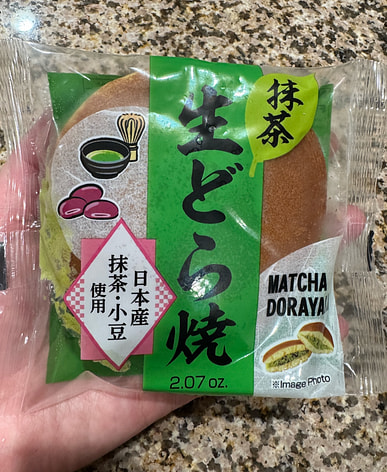 抹茶
生どら焼
日本産
抹茶・小豆
使用
MATCHA
DORAYA
※Image Photo
2.07 oz.